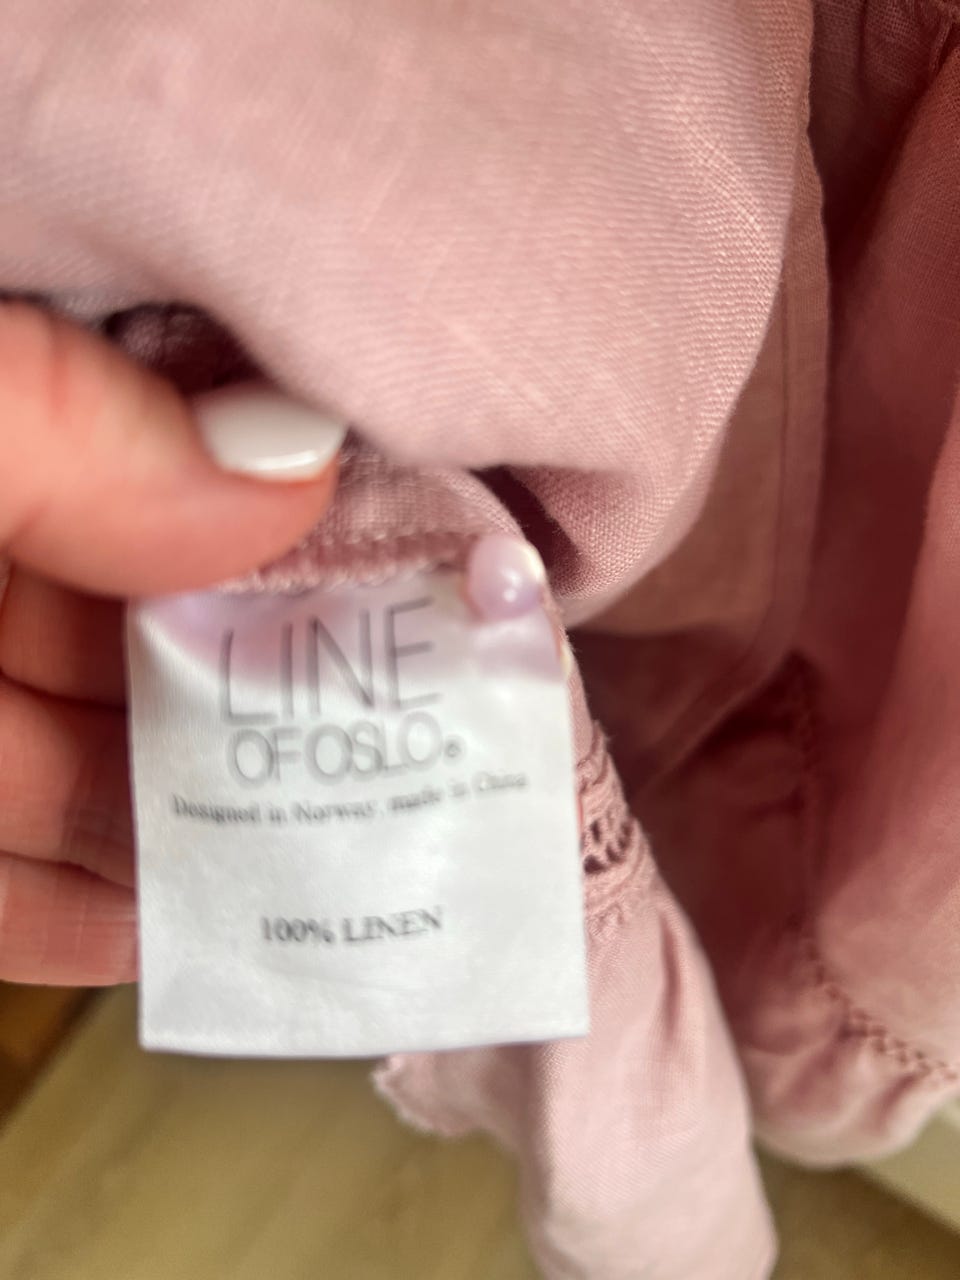 LINE
OF OSLO®
Designed in Norway, made in China
100% LINEN